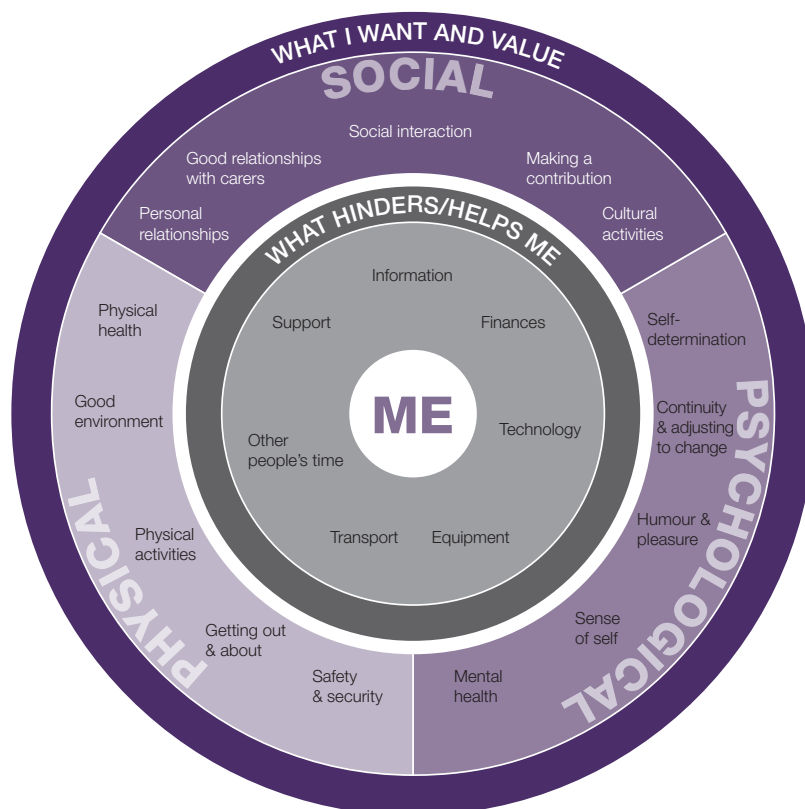 WHAT I WANT AND VALUE
SOCIAL
Social interaction
Good relationships
with carers
Making a
contribution
Personal
relationships
Cultural
activities
WHAT HINDERS/HELPS ME
Information
Support
Finances
Other
people's time
Technology
Transport
Equipment
ME
Physical
health
Good
environment
Physical
activities
Getting out
& about
Safety
& security
PHYSICAL
Self-
determination
Continuity
& adjusting
to change
Humour &
pleasure
Sense
of self
Mental
health
PSYCHOLOGICAL